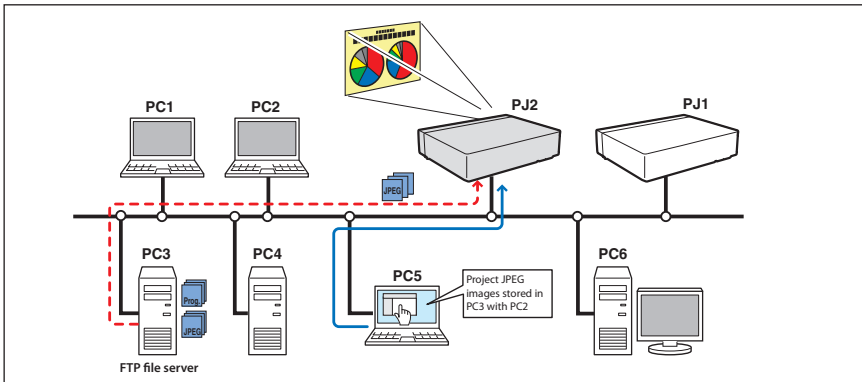 PC1
PC2
PJ2
PJ1
JPEG
PC3
PC4
PC5
PC6
Prog.
JPEG
Project JPEG
images stored in
PC3 with PC2
FTP file server